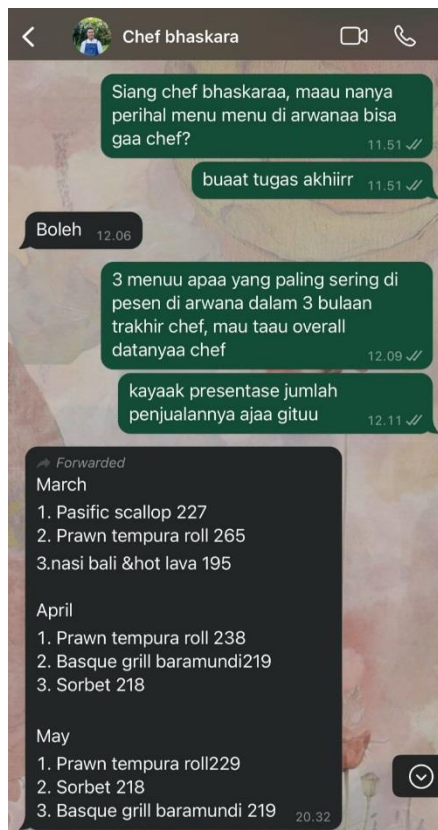 Chef bhaskara
Siang chef bhaskaraa, maau nanya
perihal menu menu di arwanaa bisa
gaa chef?
11.51
buaat tugas akhiirr 11.51
Boleh 12.06
3 menuu apaa yang paling sering di
pesen di arwana dalam 3 bulaan
trakhir chef, mau taau overall
datanyaa chef
12.09
kayaak presentase jumlah
penjualannya ajaa gituu
12.11
Forwarded
March
1. Pasific scallop 227
2. Prawn tempura roll 265
3.nasi bali &hot lava 195
April
1. Prawn tempura roll 238
2. Basque grill baramundi219
3. Sorbet 218
May
1. Prawn tempura roll229
2. Sorbet 218
3. Basque grill baramundi 219 20.32